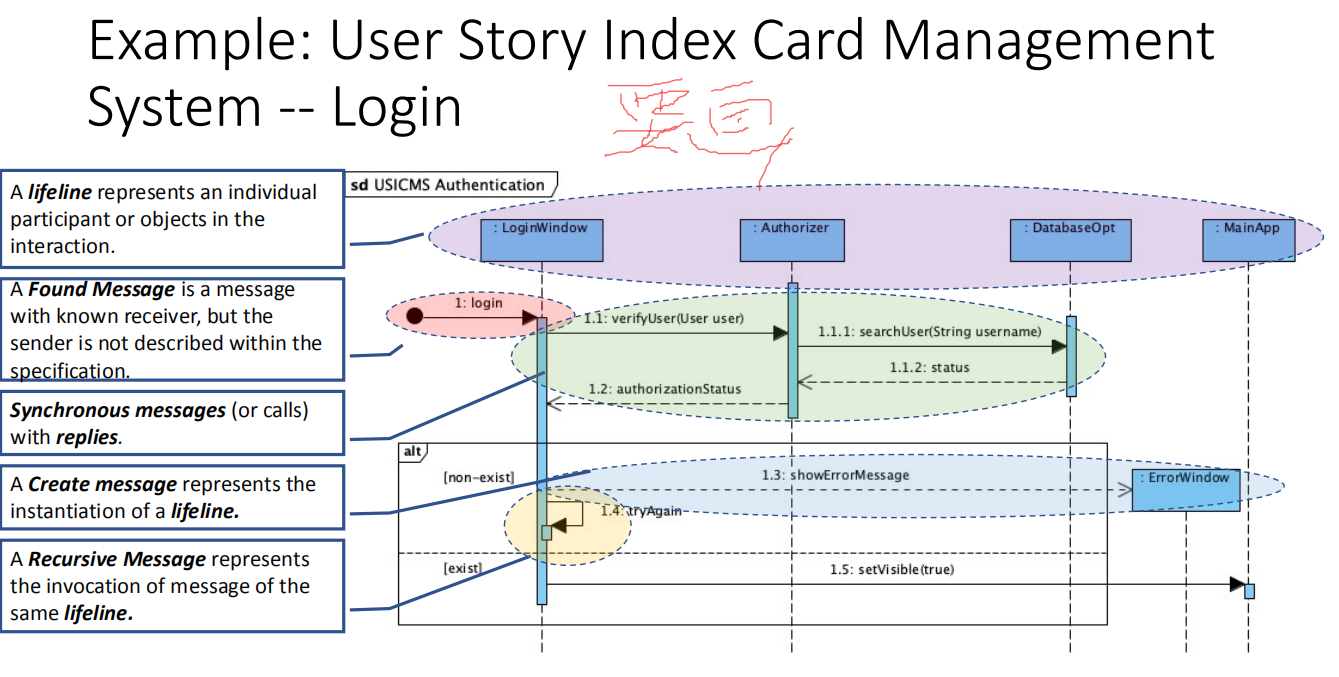 Example: User Story Index Card Management
System -- Login
A lifeline represents an individual
participant or objects in the
interaction.
A Found Message is a message
with known receiver, but the
sender is not described within the
specification.
Synchronous messages (or calls)
with replies.
A Create message represents the
instantiation of a lifeline.
A Recursive Message represents
the invocation of message of the
same lifeline.
sd USICMS Authentication
: LoginWindow
: Authorizer
: DatabaseOpt
: MainApp
1: login
1.1: verifyUser(User user)
1.1.1: searchUser(String username)
1.1.2: status
1.2: authorizationStatus
alt
[non-exist]
1.3: showErrorMessage
: ErrorWindow
1.4: tryAgain
[exist]
1.5: setVisible(true)